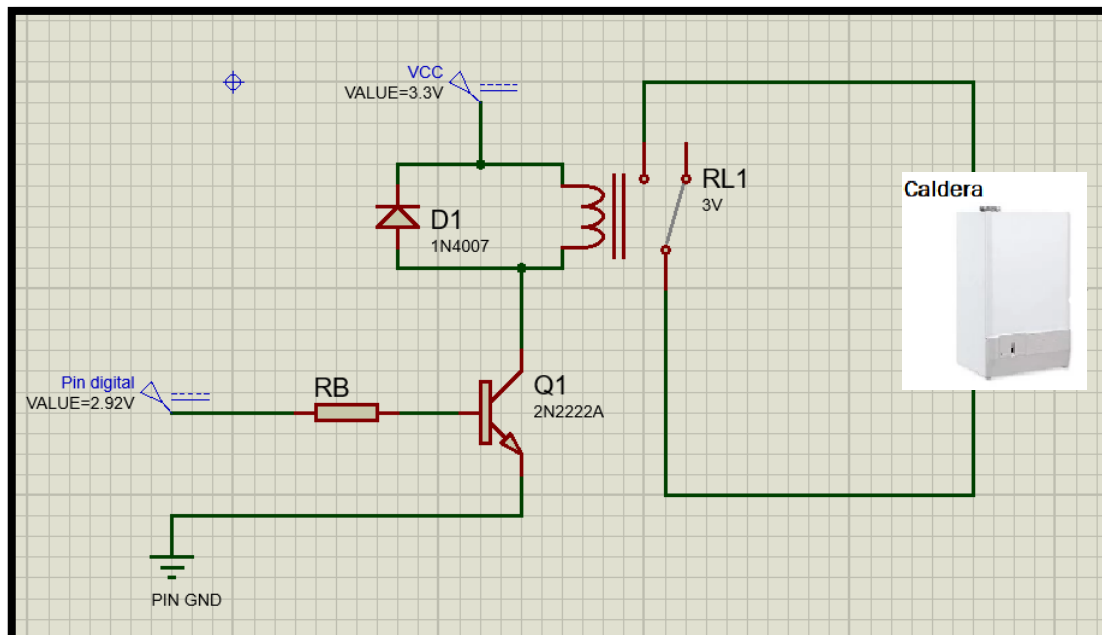 VCC
VALUE=3.3V
Caldera
RL1
3V
D1
1N4007
Pin digital
VALUE=2.92V
RB
Q1
2N2222A
PIN GND